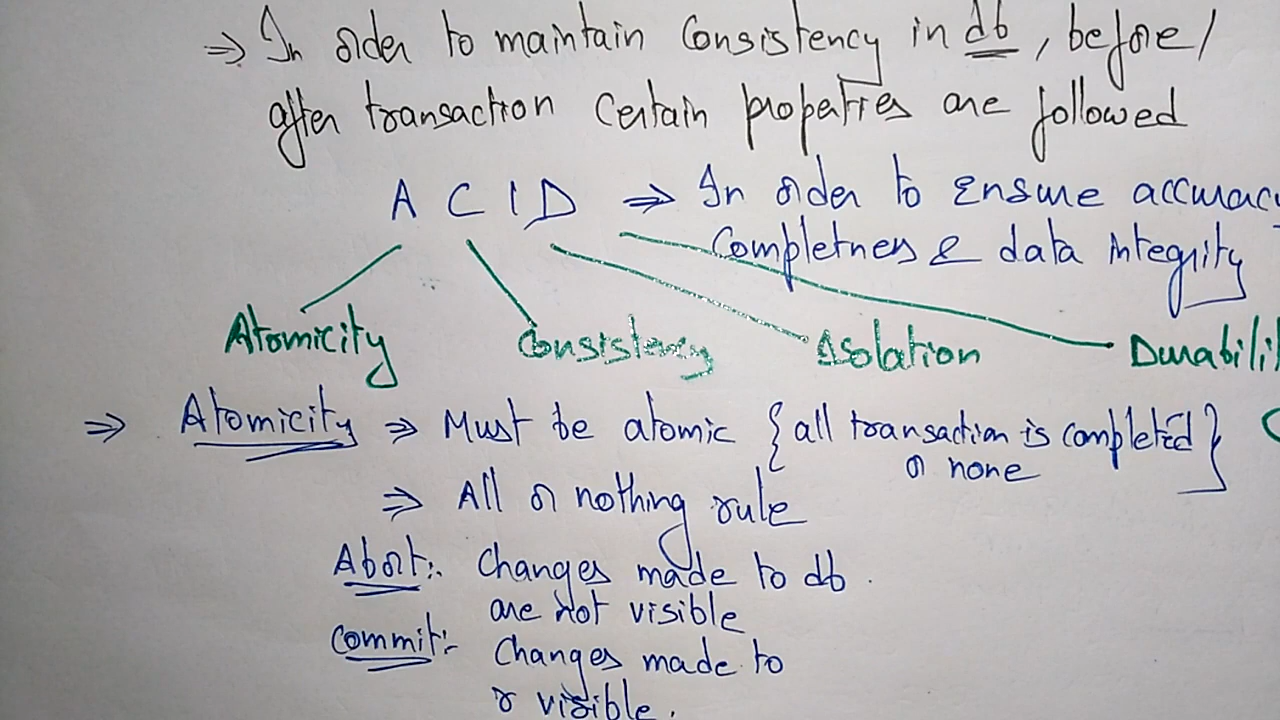 ⇒ In order to maintain Consistency in db, before/
after transaction Certain properties are followed
A C I D ⇒ In order to Ensure accuracy
Completness & data integrity
Atomicity Consistency Isolation Durabili
⇒ Atomicity ⇒ Must be atomic {all transaction is completed}
or none
⇒ All or nothing rule
Abort:. Changes made to db.
are not visible
Commit:- Changes made to
r visible.